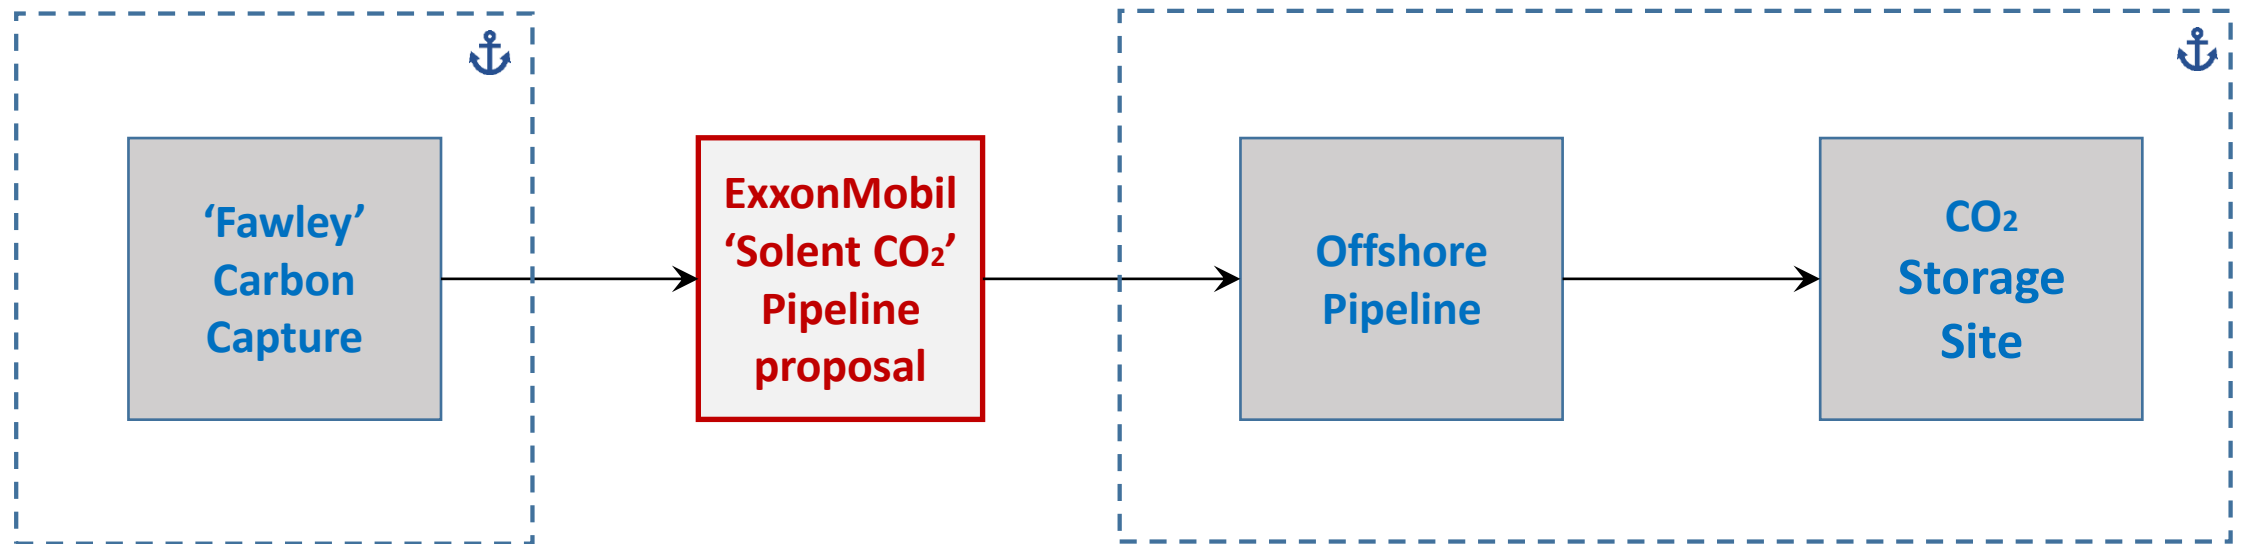 ‘Fawley’
Carbon
Capture
ExxonMobil
‘Solent CO₂’
Pipeline
proposal
Offshore
Pipeline
CO₂
Storage
Site